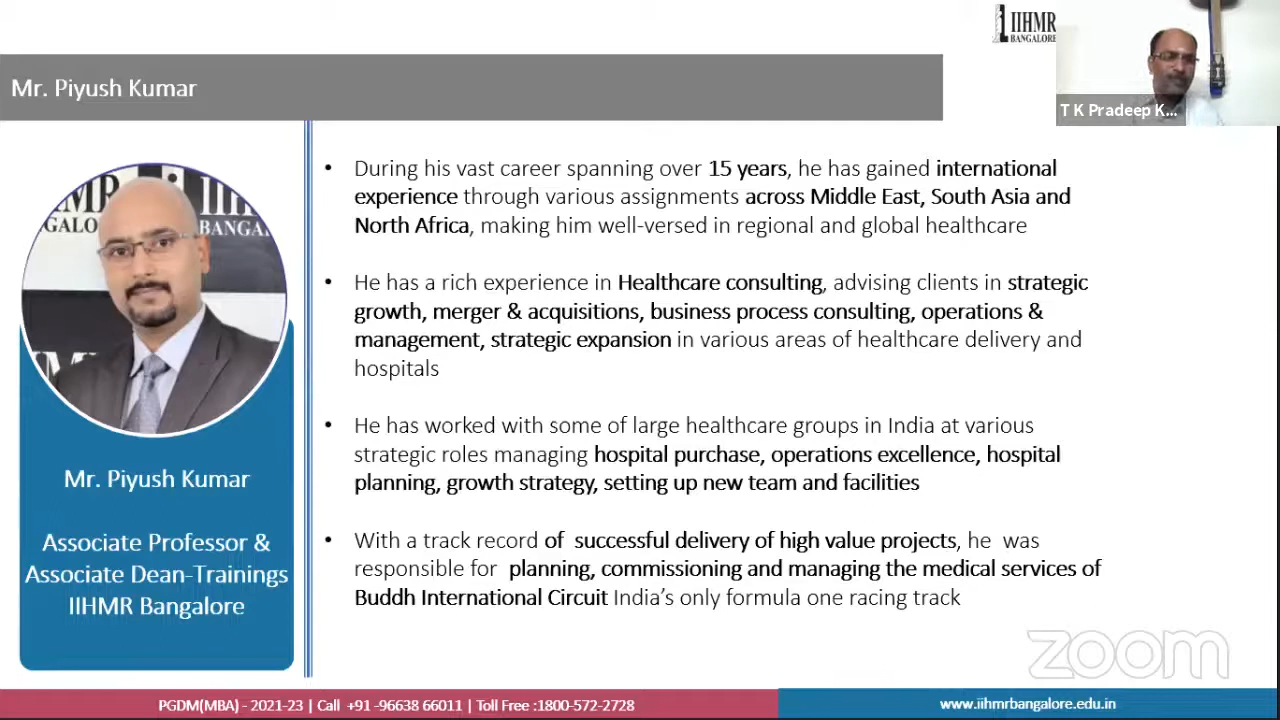 IIHMR
BANGALORE
T K Pradeep K...
Mr. Piyush Kumar
• During his vast career spanning over 15 years, he has gained international
experience through various assignments across Middle East, South Asia and
North Africa, making him well-versed in regional and global healthcare
• He has a rich experience in Healthcare consulting, advising clients in strategic
growth, merger & acquisitions, business process consulting, operations &
management, strategic expansion in various areas of healthcare delivery and
hospitals
• He has worked with some of large healthcare groups in India at various
strategic roles managing hospital purchase, operations excellence, hospital
planning, growth strategy, setting up new team and facilities
• With a track record of successful delivery of high value projects, he was
responsible for planning, commissioning and managing the medical services of
Buddh International Circuit India's only formula one racing track
Mr. Piyush Kumar
Associate Professor &
Associate Dean-Trainings
IIHMR Bangalore
zoom
PGDM(MBA) - 2021-23 | Call +91 -96638 66011 | Toll Free :1800-572-2728
www.iihmrbangalore.edu.in